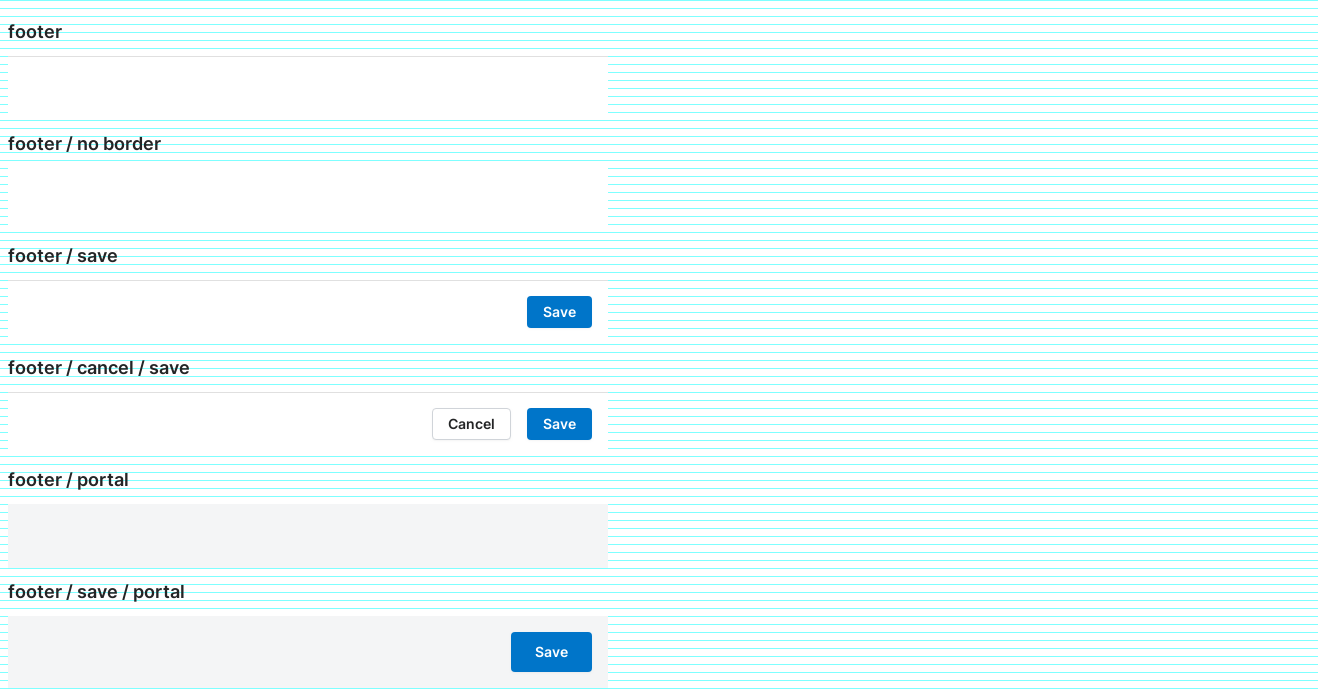 footer
footer / no border
footer / save
Save
footer / cancel / save
Cancel Save
footer / portal
footer / save / portal
Save